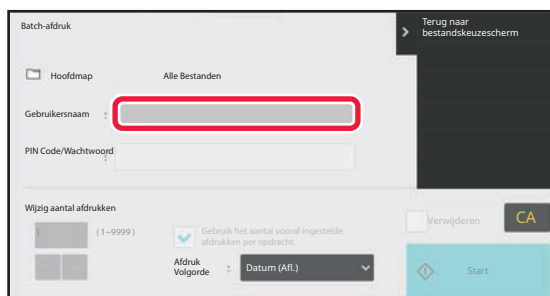 Batch-afdruk
Terug naar
bestandskeuzescherm
Hoofdmap
Alle Bestanden
Gebruikersnaam :
PIN Code/Wachtwoord :
Wijzig aantal afdrukken
1
(1~9999)
Gebruik het aantal vooraf ingestelde
afdrukken per opdracht.
Afdruk
Volgorde :
Datum (Afl.)
Verwijderen
CA
Start